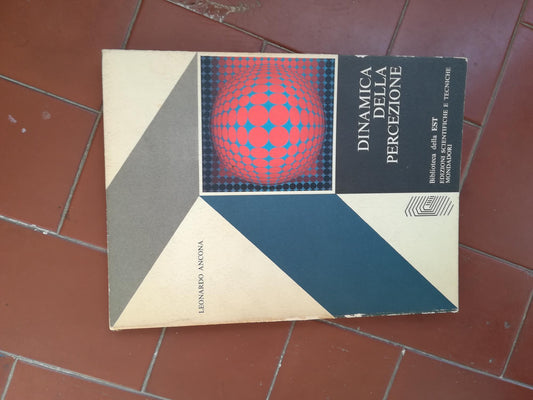 DINAMICA
DELLA
PERCEZIONE
Biblioteca della EST
EDIZIONI SCIENTIFICHE E TECNICHE
MONDADORI
LEONARDO ANCONA